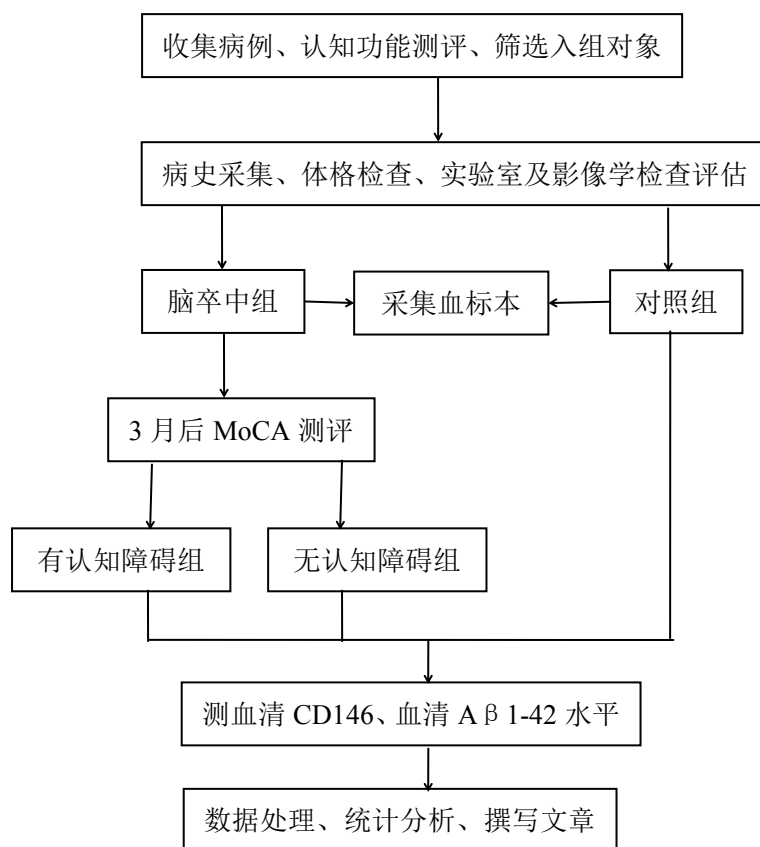 收集病例、认知功能测评、筛选入组对象
病史采集、体格检查、实验室及影像学检查评估
脑卒中组
采集血标本
对照组
3 月后 MoCA 测评
有认知障碍组
无认知障碍组
测血清 CD146、血清 Aβ1-42 水平
数据处理、统计分析、撰写文章